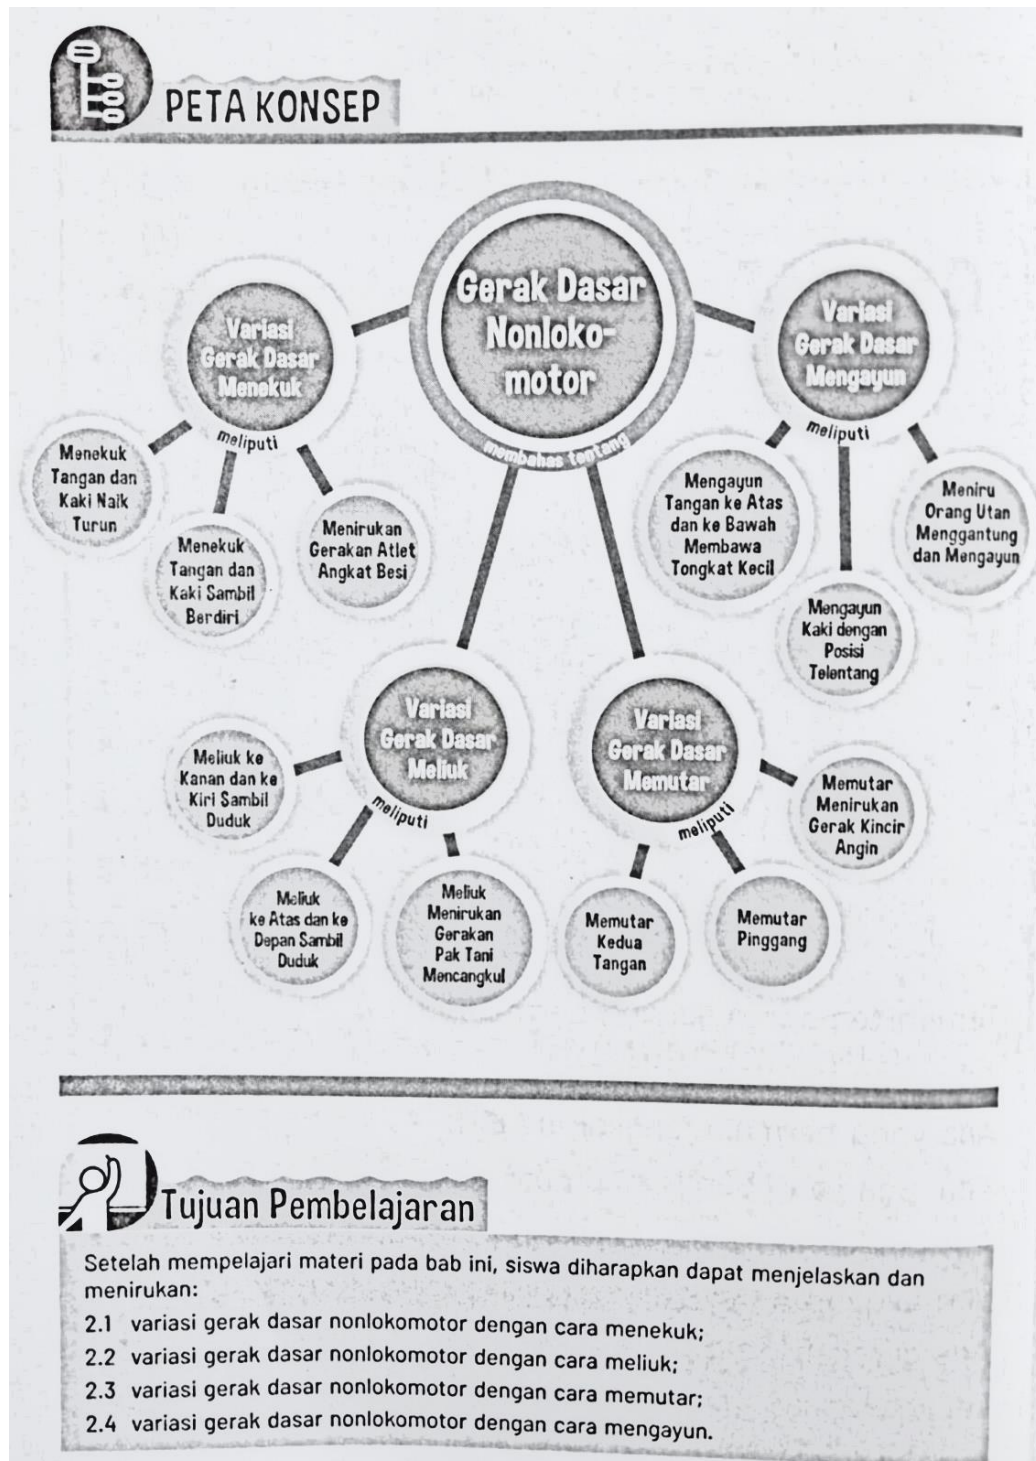 PETA KONSEP
Gerak Dasar
Nonloko-
motor
membahas tentang
Variasi
Gerak Dasar
Menekuk
meliputi
Menekuk
Tangan dan
Kaki Naik
Turun
Menekuk
Tangan dan
Kaki Sambil
Berdiri
Menirukan
Gerakan Atlet
Angkat Besi
Variasi
Gerak Dasar
Mengayun
meliputi
Mengayun
Tangan ke Atas
dan ke Bawah
Membawa
Tongkat Kecil
Mengayun
Kaki dengan
Posisi
Telentang
Meniru
Orang Utan
Menggantung
dan Mengayun
Variasi
Gerak Dasar
Meliuk
meliputi
Meliuk ke
Kanan dan ke
Kiri Sambil
Duduk
Meliuk
ke Atas dan ke
Depan Sambil
Duduk
Meliuk
Menirukan
Gerakan
Pak Tani
Mencangkul
Variasi
Gerak Dasar
Memutar
meliputi
Memutar
Kedua
Tangan
Memutar
Pinggang
Memutar
Menirukan
Gerak Kincir
Angin
Tujuan Pembelajaran
Setelah mempelajari materi pada bab ini, siswa diharapkan dapat menjelaskan dan
menirukan:
2.1 variasi gerak dasar nonlokomotor dengan cara menekuk;
2.2 variasi gerak dasar nonlokomotor dengan cara meliuk;
2.3 variasi gerak dasar nonlokomotor dengan cara memutar;
2.4 variasi gerak dasar nonlokomotor dengan cara mengayun.